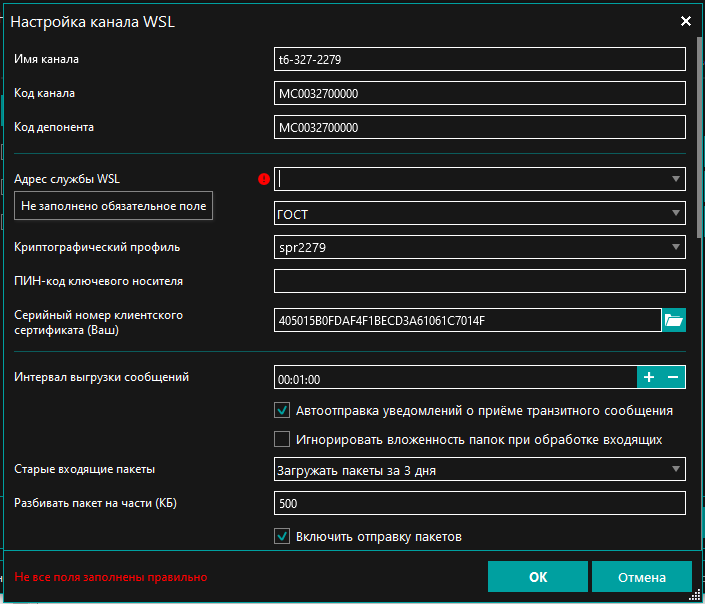 Настройка канала WSL
Имя канала
t6-327-2279
Код канала
MC0032700000
Код депонента
MC0032700000
Адрес службы WSL
Не заполнено обязательное поле
ГОСТ
Криптографический профиль
spr2279
ПИН-код ключевого носителя
Серийный номер клиентского
сертификата (Ваш)
405015B0FDAF4F1BECD3A61061C7014F
Интервал выгрузки сообщений
00:01:00
Автоотправка уведомлений о приёме транзитного сообщения
Игнорировать вложенность папок при обработке входящих
Старые входящие пакеты
Загружать пакеты за 3 дня
Разбивать пакет на части (КБ)
500
Включить отправку пакетов
Не все поля заполнены правильно
ОК
Отмена